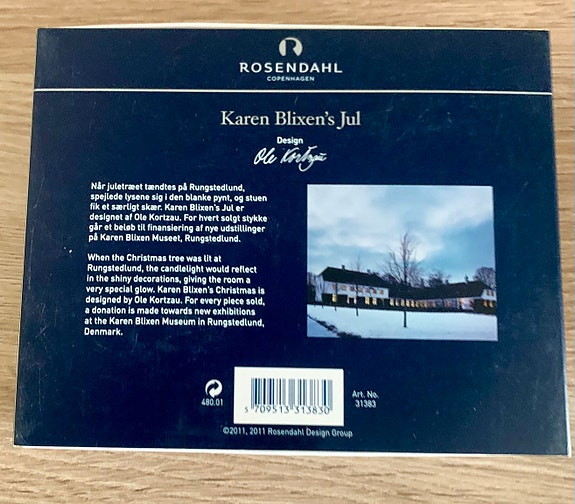 ROSENDAHL
COPENHAGEN
Karen Blixen's Jul
Design
Ole Kortzau
Når juletræet tændtes på Rungstedlund,
spejlede lysene sig i den blanke pynt, og stuen
fik et særligt skær. Karen Blixen's Jul er
designet af Ole Kortzau. For hvert solgt stykke
går et beløb til finansiering af nye udstillinger
på Karen Blixen Museet, Rungstedlund.
When the Christmas tree was lit at
Rungstedlund, the candlelight would reflect
in the shiny decorations, giving the room a
very special glow. Karen Blixen's Christmas is
designed by Ole Kortzau. For every piece sold,
a donation is made towards new exhibitions
at the Karen Blixen Museum in Rungstedlund,
Denmark.
480.01
5 709513 313830
Art. No.
31383
©2011, 2011 Rosendahl Design Group